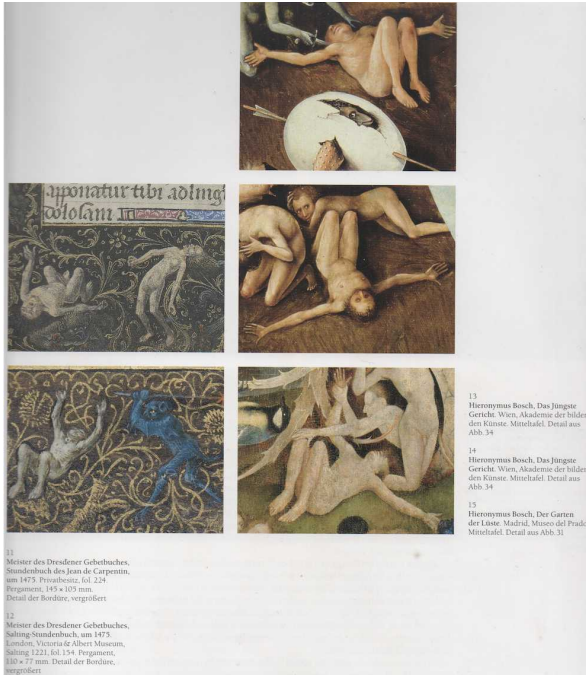 apponatur tibi ad
13
Hieronymus Bosch, Das Jüngste
Gericht. Wien, Akademie der bilden
den Künste. Mitteltafel. Detail aus
Abb. 34
14
Hieronymus Bosch, Das Jüngste
Gericht. Wien, Akademie der bilden
den Künste. Mitteltafel. Detail aus
Abb. 34
15
Hieronymus Bosch, Der Garten
der Lüste. Madrid, Museo del Prado
Mitteltafel. Detail aus Abb. 31
11
Meister des Dresdener Gebetbuches,
Stundenbuch des Jean de Carpentin,
um 1475. Privatbesitz, fol. 224
Pergament, 145 × 105 mm.
Detail der Bordüre, vergrößert
12
Meister des Dresdener Gebetbuches,
Salting-Stundenbuch, um 1475.
London, Victoria & Albert Museum,
Salting 1221, fol. 154. Pergament,
110 × 77 mm. Detail der Bordüre,
vergrößert